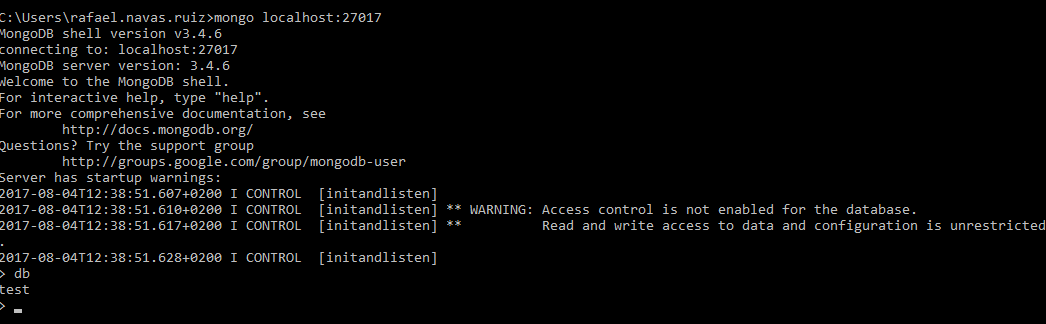 C:\Users\rafael.navas.ruiz>mongo localhost:27017
MongoDB shell version v3.4.6
connecting to: localhost:27017
MongoDB server version: 3.4.6
Welcome to the MongoDB shell.
For interactive help, type "help".
For more comprehensive documentation, see
        http://docs.mongodb.org/
Questions? Try the support group
        http://groups.google.com/group/mongodb-user
Server has startup warnings:
2017-08-04T12:38:51.607+0200 I CONTROL  [initandlisten]
2017-08-04T12:38:51.610+0200 I CONTROL  [initandlisten] ** WARNING: Access control is not enabled for the database.
2017-08-04T12:38:51.617+0200 I CONTROL  [initandlisten] **          Read and write access to data and configuration is unrestricted
.
2017-08-04T12:38:51.628+0200 I CONTROL  [initandlisten]
> db
test
>